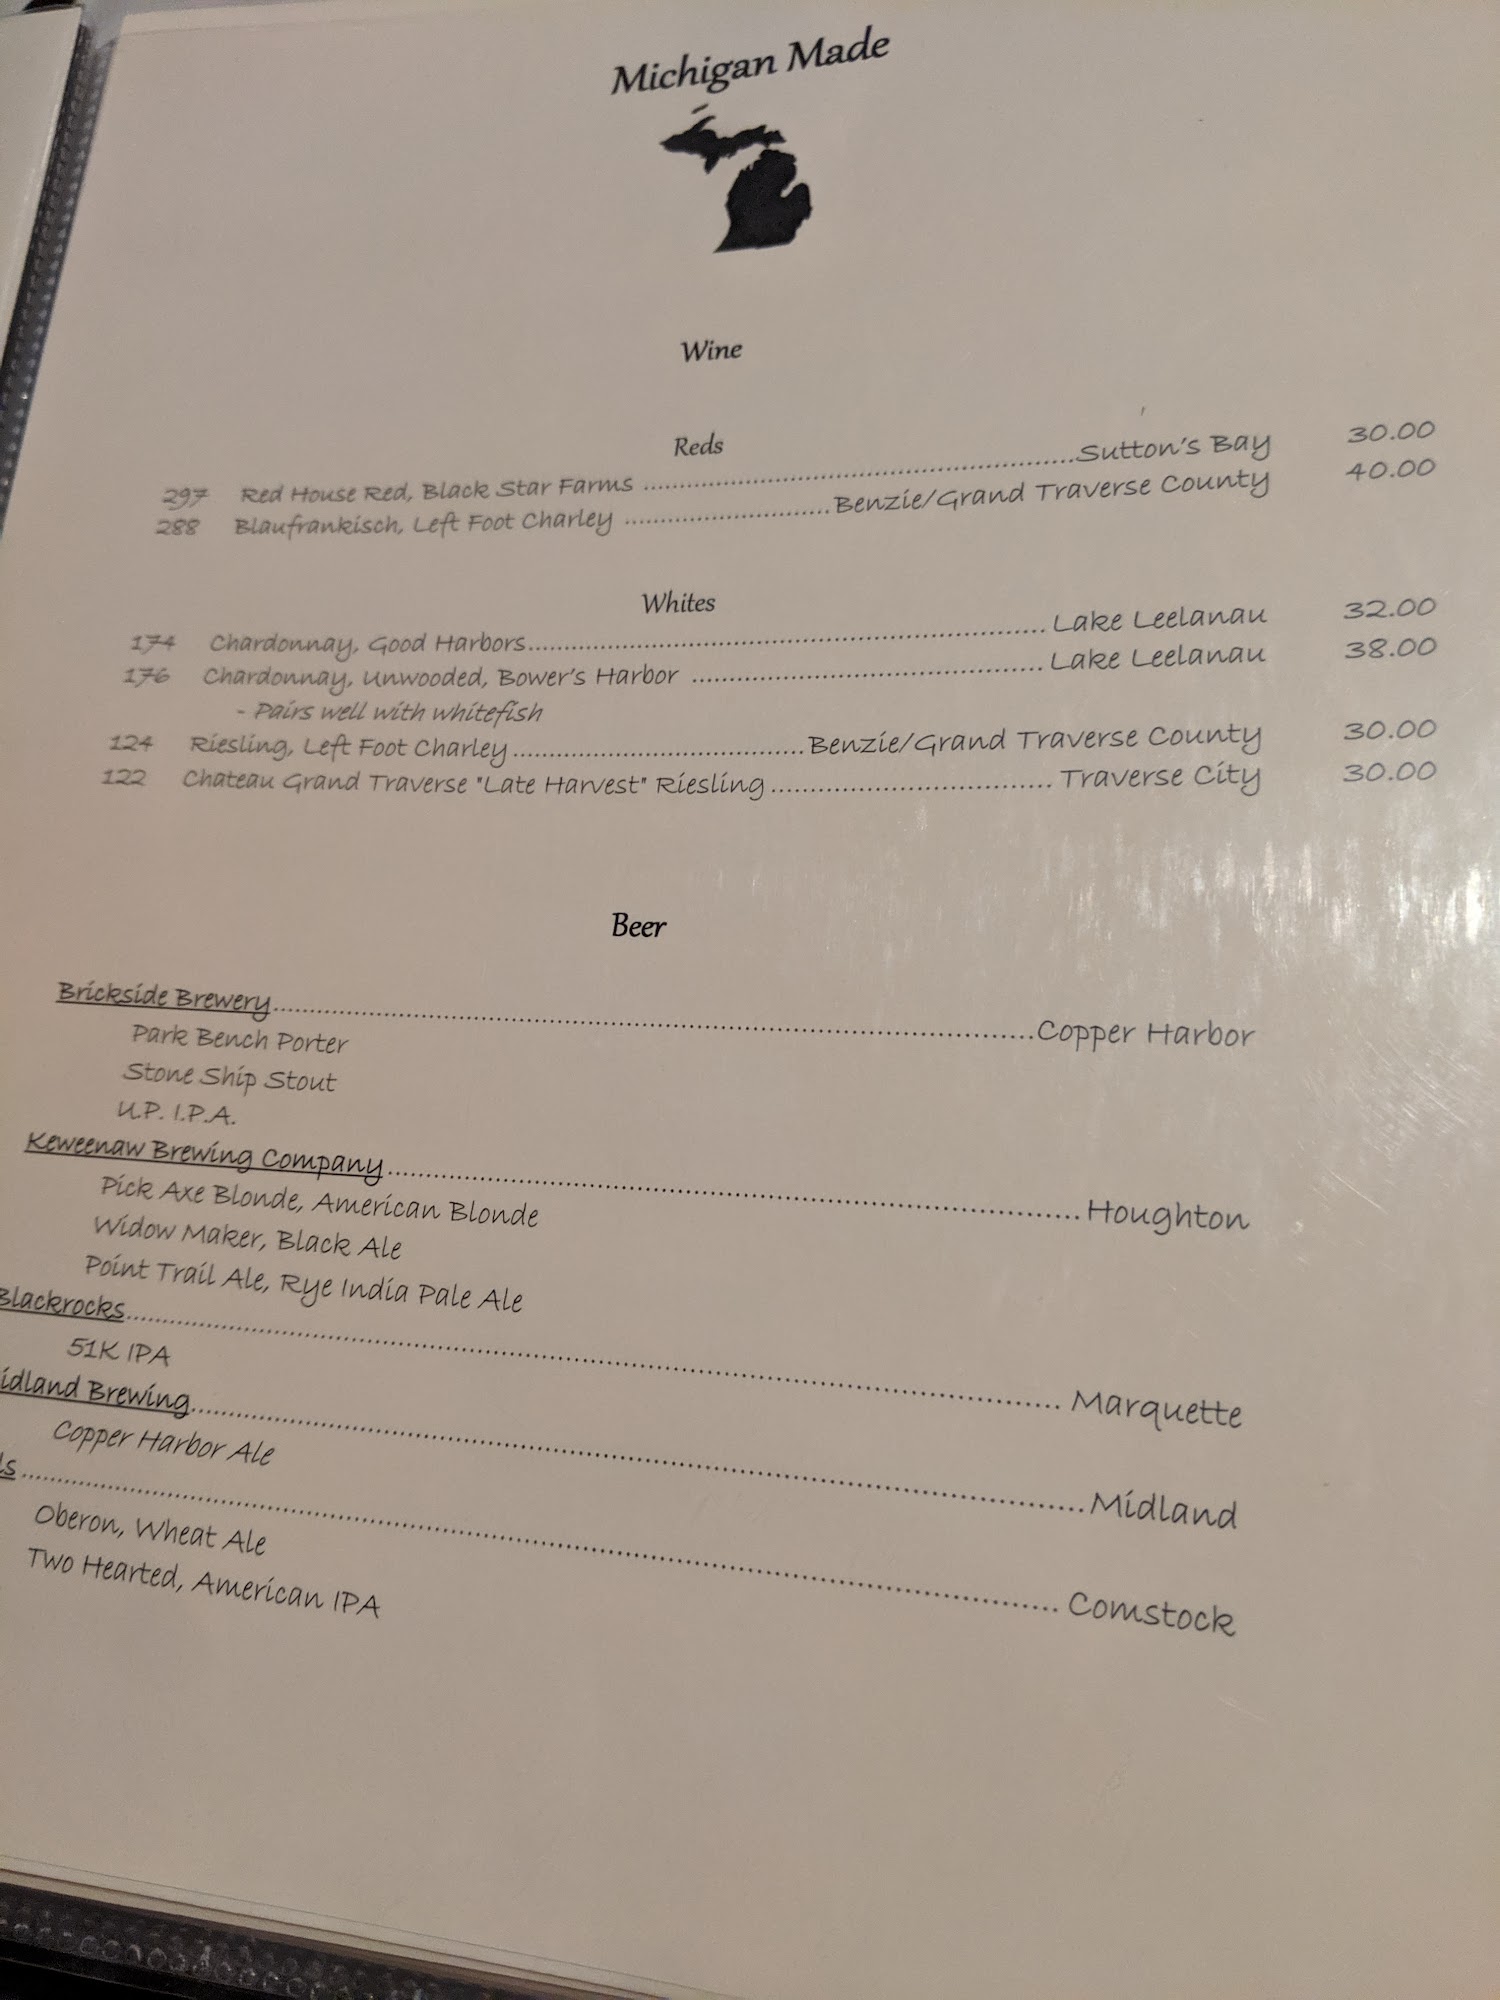 Michigan Made
Wine
Reds
297 Red House Red, Black Star Farms ........ Sutton's Bay 30.00
288 Blaufrankisch, Left Foot Charley ........ Benzie/Grand Traverse County 40.00
Whites
174 Chardonnay, Good Harbors ........ Lake Leelanau 32.00
176 Chardonnay, Unwooded, Bower's Harbor ........ Lake Leelanau 38.00
- Pairs well with whitefish
124 Riesling, Left Foot Charley ........ Benzie/Grand Traverse County 30.00
122 Chateau Grand Traverse "Late Harvest" Riesling ........ Traverse City 30.00
Beer
Brickside Brewery ........ Copper Harbor
Park Bench Porter
Stone Ship Stout
U.P. I.P.A.
Keweenaw Brewing Company ........ Houghton
Pick Axe Blonde, American Blonde
Widow Maker, Black Ale
Point Trail Ale, Rye India Pale Ale
Blackrocks ........ Marquette
51K IPA
idland Brewing ........ Midland
Copper Harbor Ale
ls ........ Comstock
Oberon, Wheat Ale
Two Hearted, American IPA